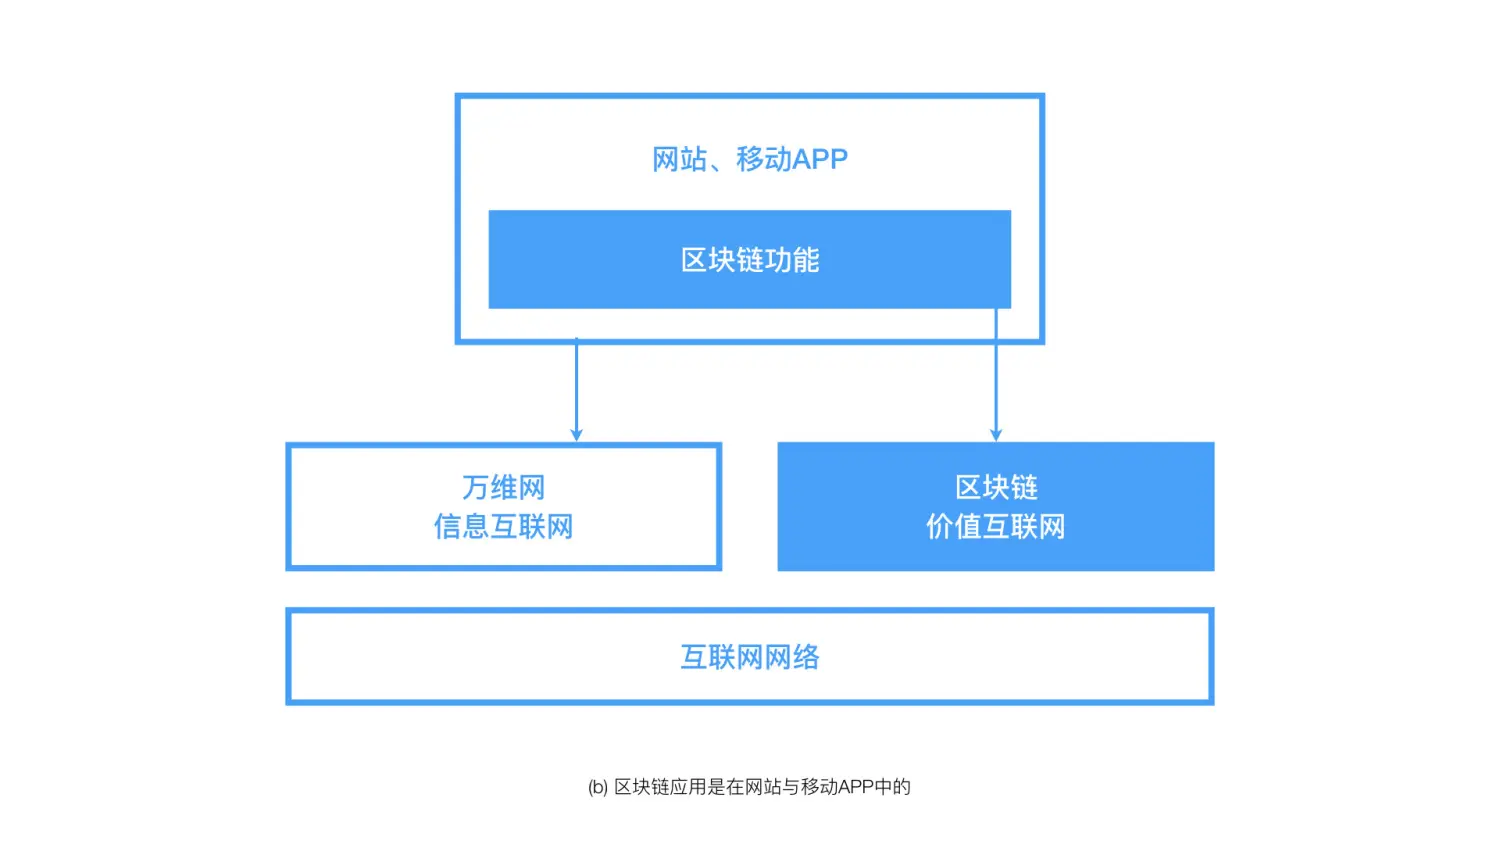 网站、移动APP
区块链功能
万维网
信息互联网
区块链
价值互联网
互联网网络
(b) 区块链应用是在网站与移动APP中的